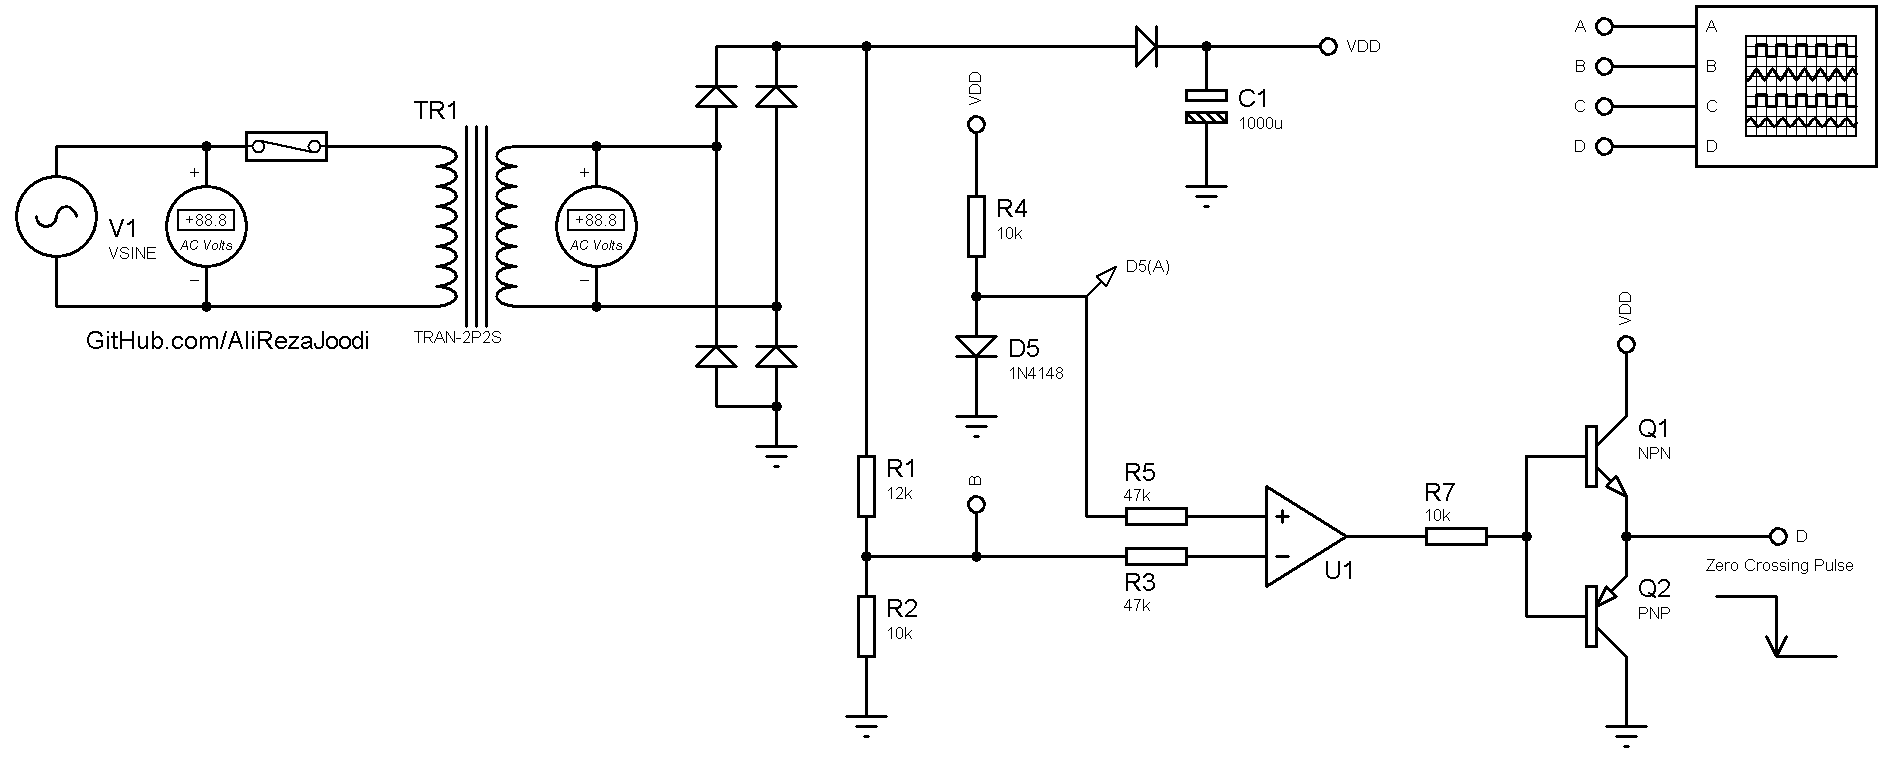 A A
B B
C C
D D
VDD
TR1
VDD
C1
1000u
+
+88.8
AC Volts
−
V1
VSINE
+
+88.8
AC Volts
−
R4
10k
D5(A)
GitHub.com/AliRezaJoodi
TRAN-2P2S
D5
1N4148
VDD
Q1
NPN
R1
12k
B
R5
47k
R7
10k
+
−
U1
D
Zero Crossing Pulse
R3
47k
R2
10k
Q2
PNP